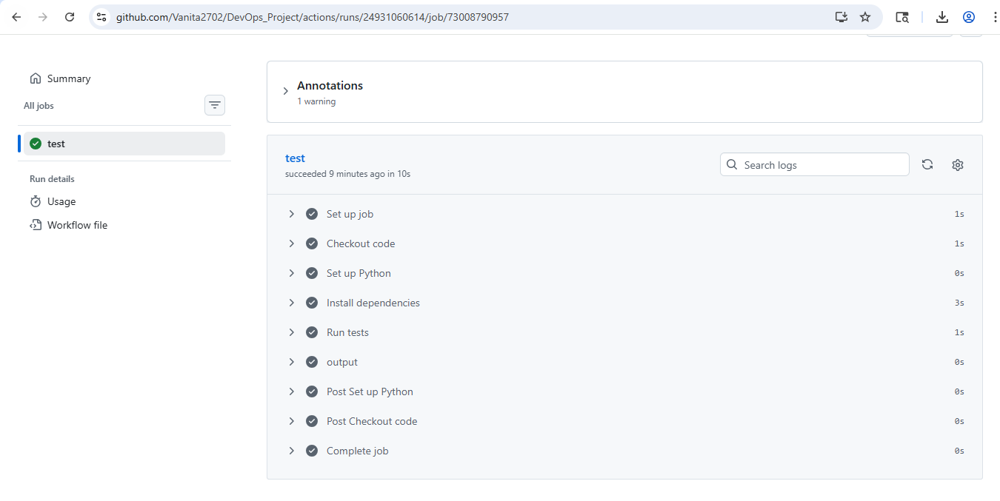 github.com/Vanita2702/DevOps_Project/actions/runs/24931060614/job/73008790957
Summary
All jobs
test
Run details
Usage
Workflow file
Annotations
1 warning
test
succeeded 9 minutes ago in 10s
Search logs
Set up job 1s
Checkout code 1s
Set up Python 0s
Install dependencies 3s
Run tests 1s
output 0s
Post Set up Python 0s
Post Checkout code 0s
Complete job 0s